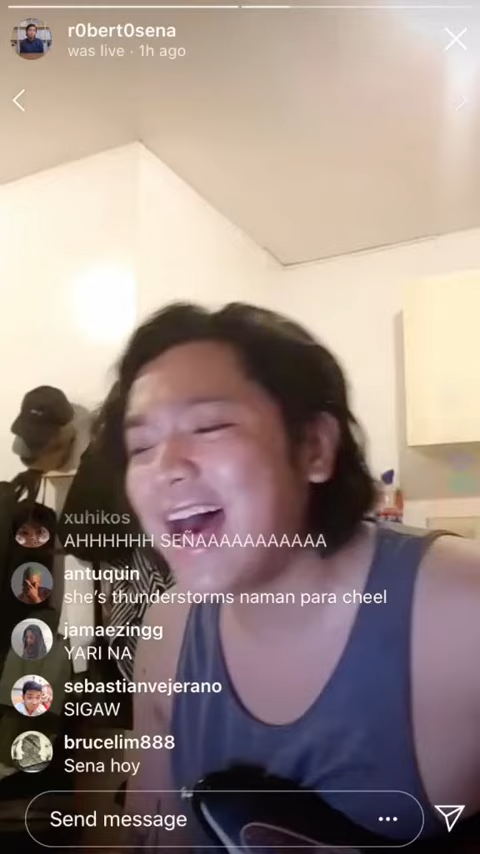 r0bert0sena
was live · 1h ago
xuhikos
AHHHHHH SEÑAAAAAAAAAAA
antuquin
she's thunderstorms naman para cheel
jamaezingg
YARI NA
sebastianvejerano
SIGAW
brucelim888
Sena hoy
Send message